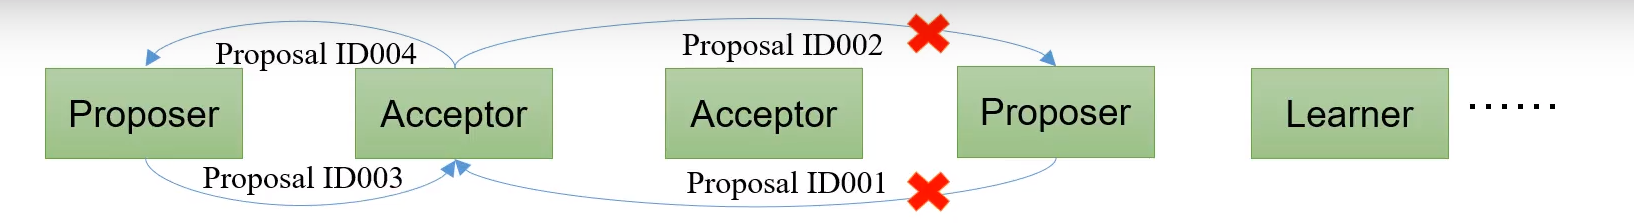 Proposal ID004
Proposal ID002
Proposer
Acceptor
Acceptor
Proposer
Learner
······
Proposal ID003
Proposal ID001